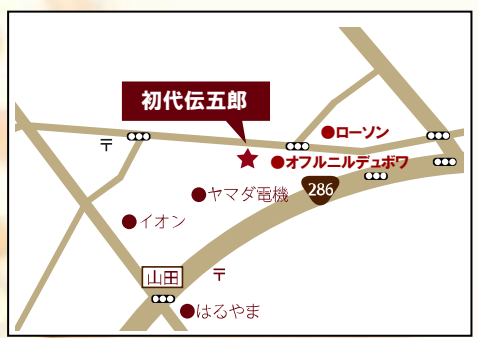 初代伝五郎
ローソン
〒
オフルニルデュボワ
286
ヤマダ電機
イオン
山田
〒
はるやま